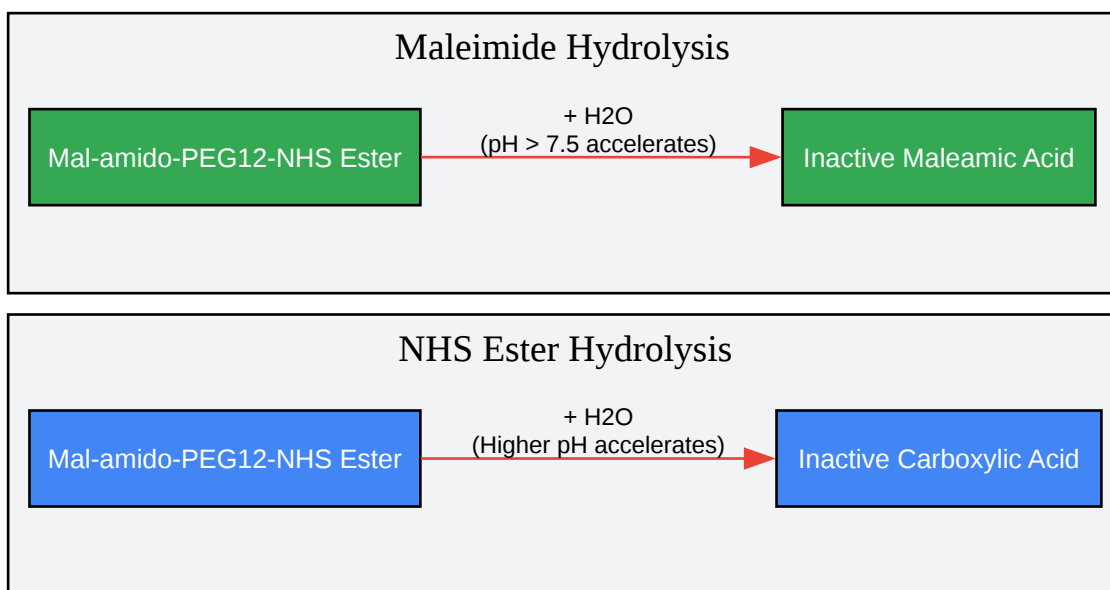 Maleimide Hydrolysis
+ H2O
(pH > 7.5 accelerates)
Mal-amido-PEG12-NHS Ester
Inactive Maleamic Acid
NHS Ester Hydrolysis
+ H2O
(Higher pH accelerates)
Mal-amido-PEG12-NHS Ester
Inactive Carboxylic Acid